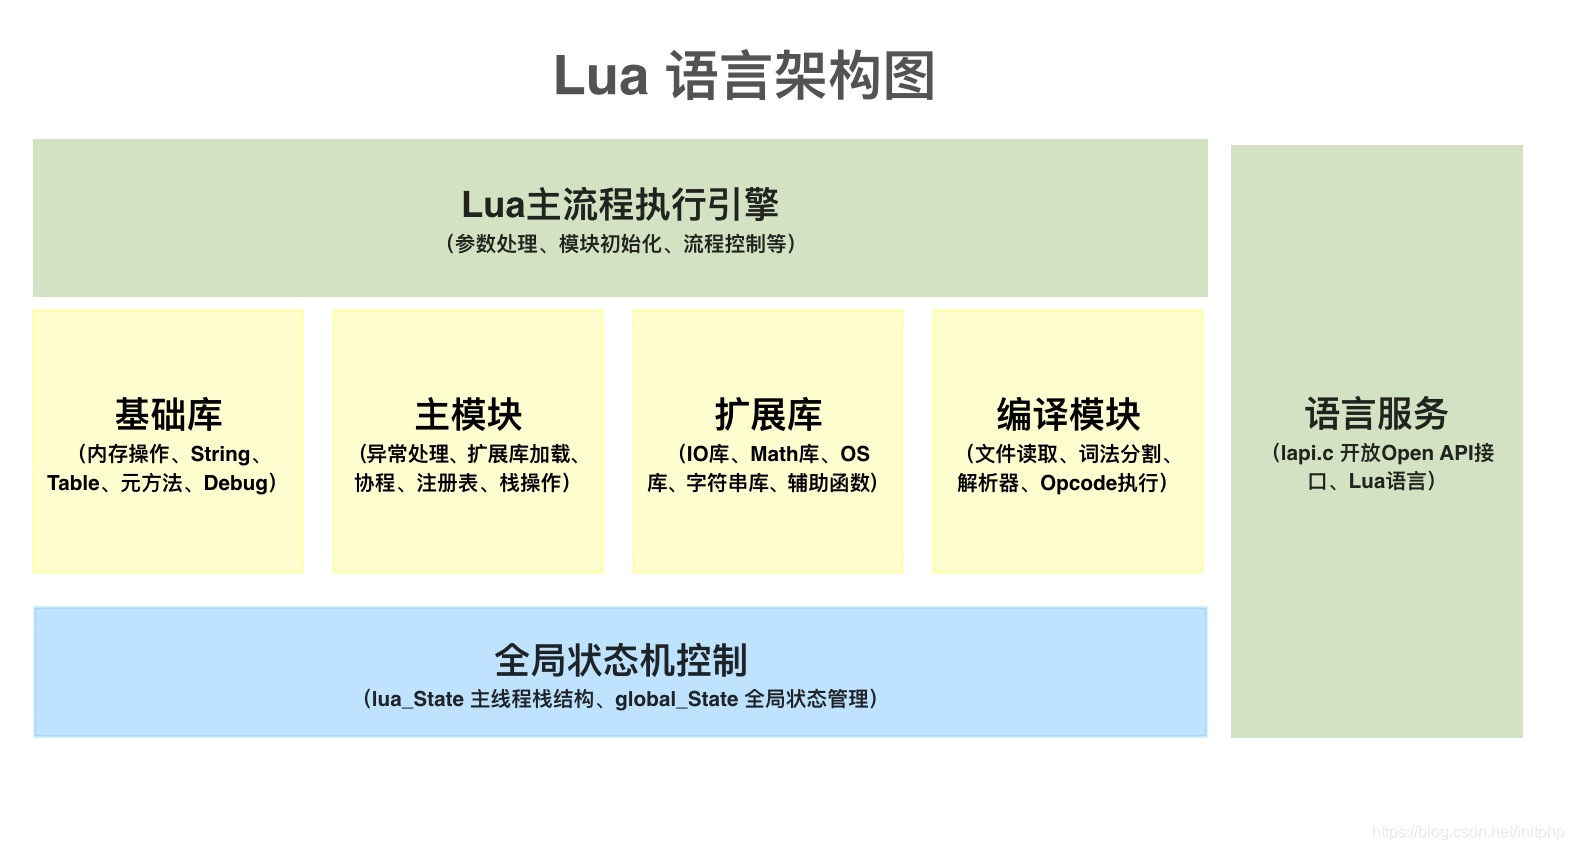 Lua 语言架构图
Lua主流程执行引擎
（参数处理、模块初始化、流程控制等）
基础库
（内存操作、String、
Table、元方法、Debug）
主模块
（异常处理、扩展库加载、
协程、注册表、栈操作）
扩展库
（IO库、Math库、OS
库、字符串库、辅助函数）
编译模块
（文件读取、词法分割、
解析器、Opcode执行）
语言服务
（lapi.c 开放Open API接
口、Lua语言）
全局状态机控制
（lua_State 主线程栈结构、global_State 全局状态管理）
https://blog.csdn.net/initphp